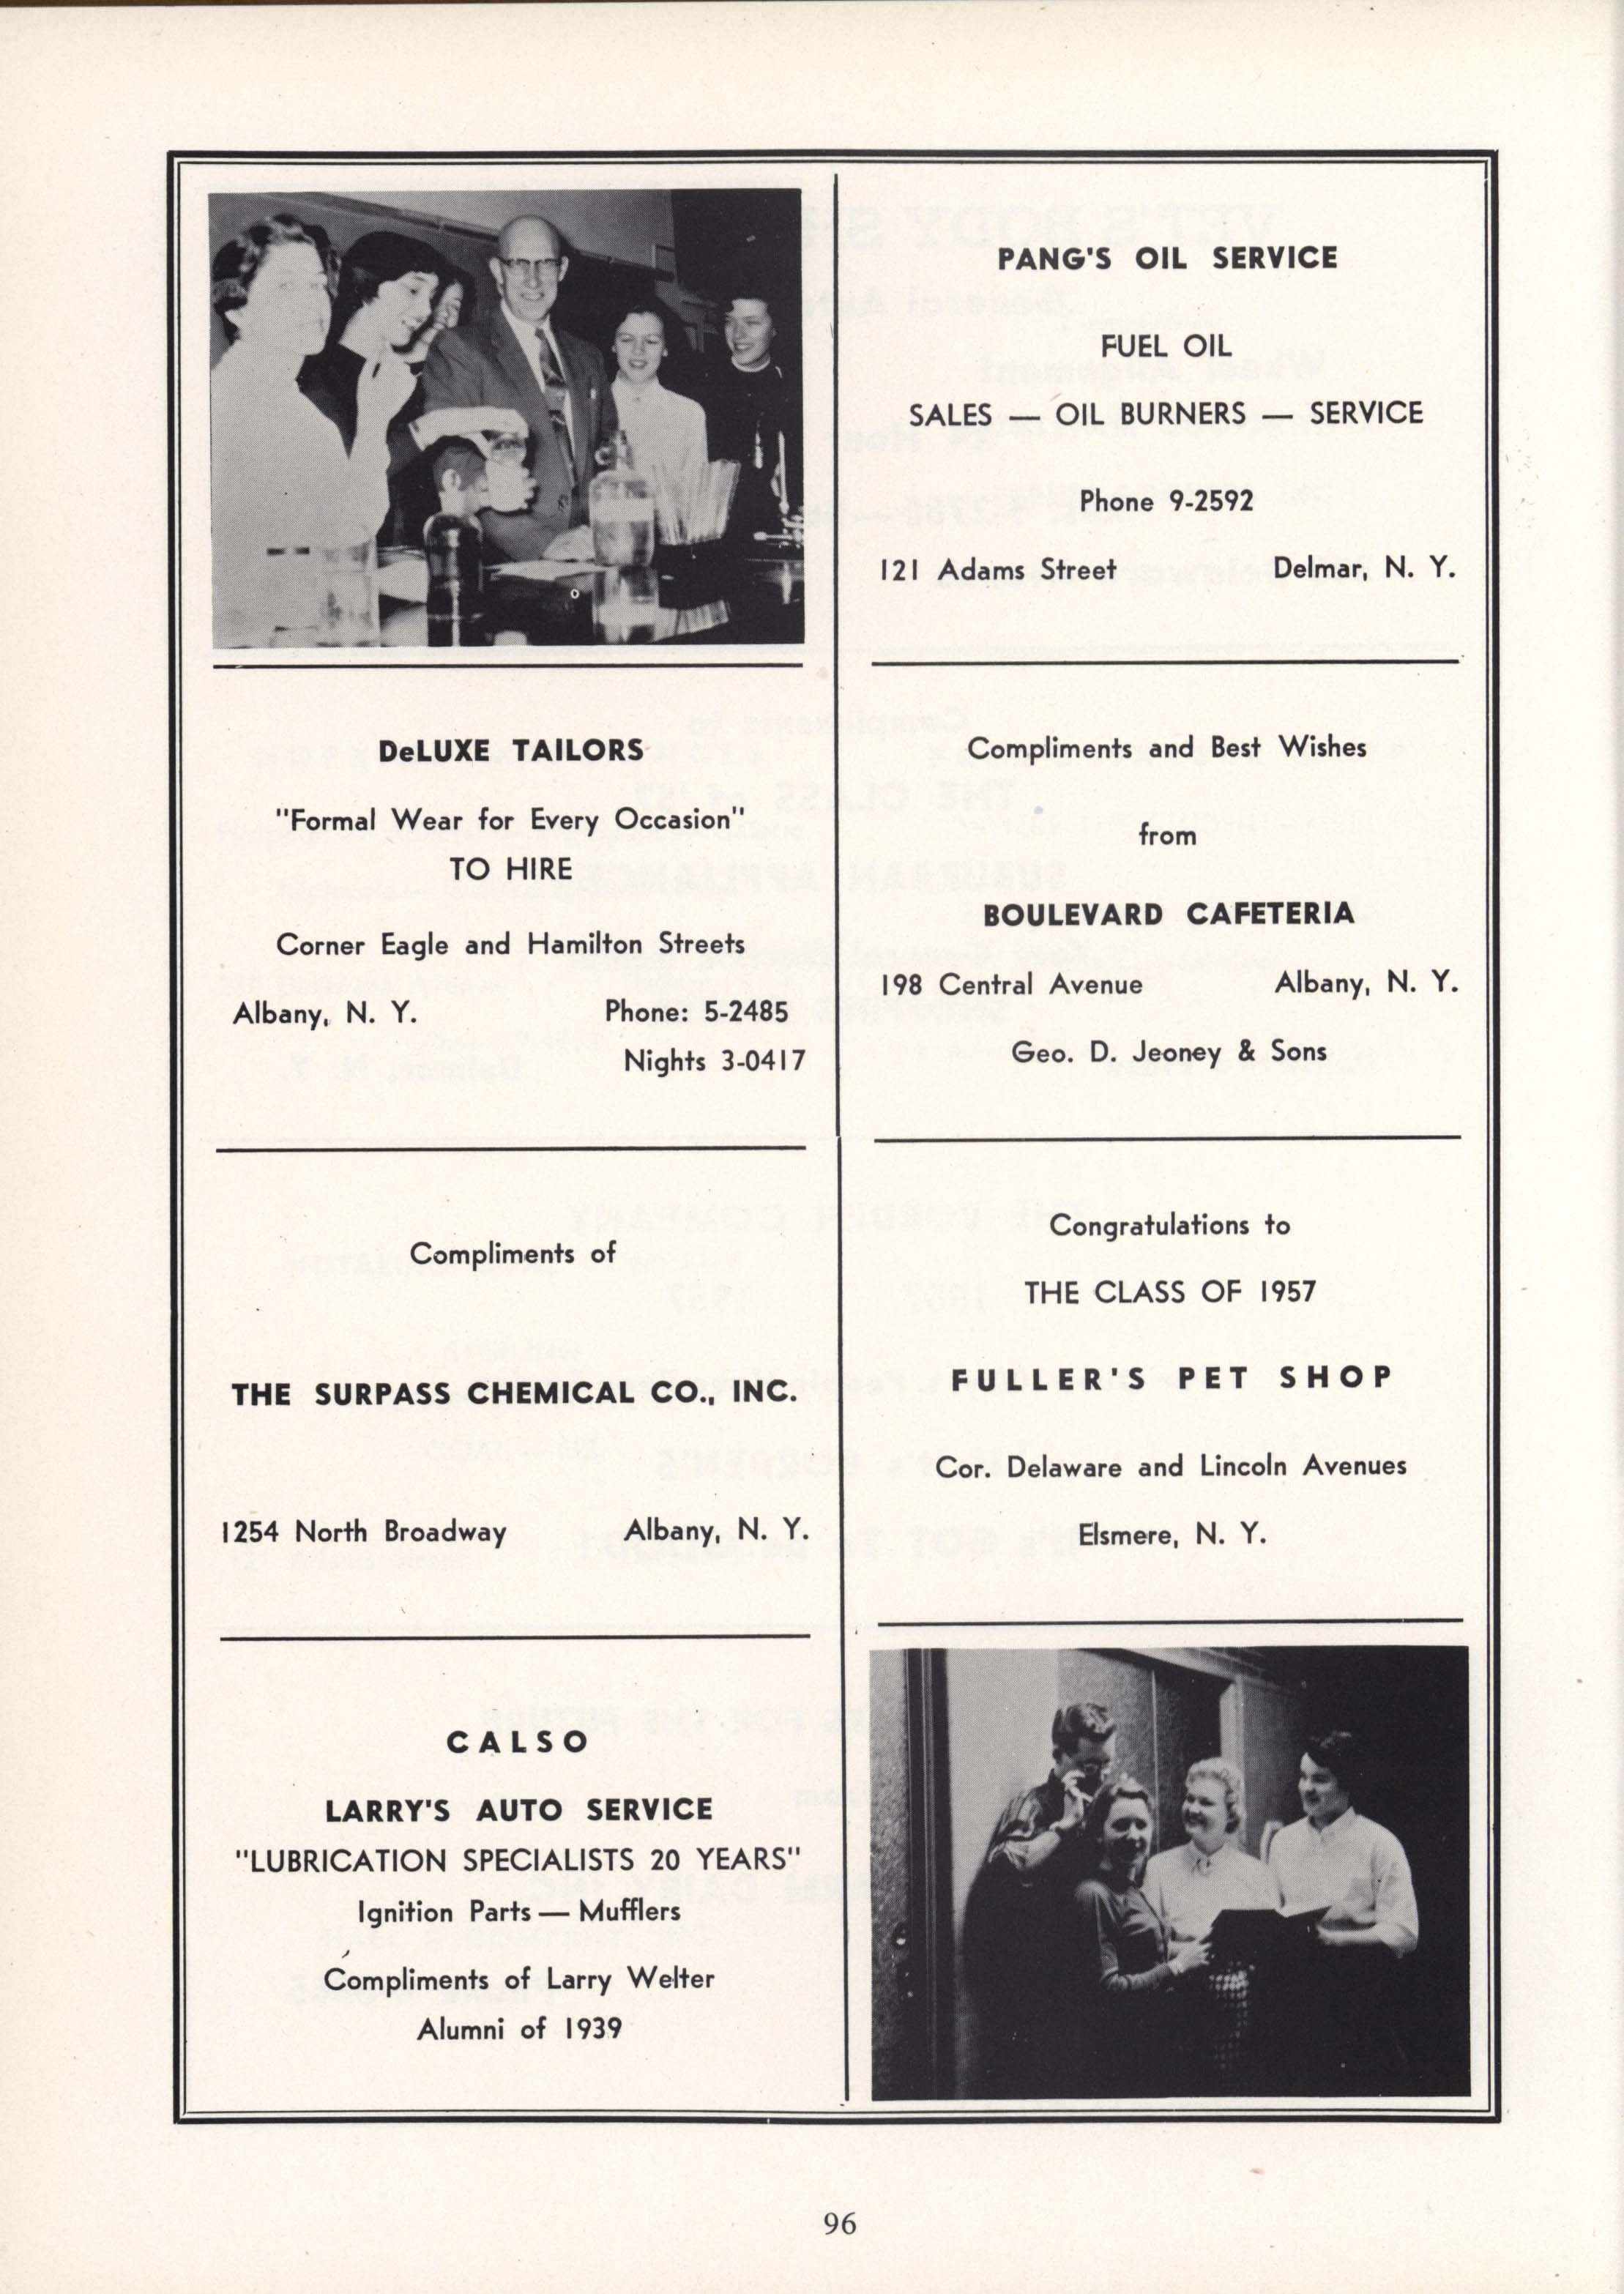 PANG'S OIL SERVICE
FUEL OIL
SALES — OIL BURNERS — SERVICE
Phone 9-2592
121 Adams Street Delmar, N. Y.
DeLUXE TAILORS
"Formal Wear for Every Occasion"
TO HIRE
Corner Eagle and Hamilton Streets
Albany, N. Y. Phone: 5-2485
Nights 3-0417
Compliments and Best Wishes
from
BOULEVARD CAFETERIA
198 Central Avenue Albany, N. Y.
Geo. D. Jeoney & Sons
Compliments of
THE SURPASS CHEMICAL CO., INC.
1254 North Broadway Albany, N. Y.
Congratulations to
THE CLASS OF 1957
FULLER'S PET SHOP
Cor. Delaware and Lincoln Avenues
Elsmere, N. Y.
CALSO
LARRY'S AUTO SERVICE
"LUBRICATION SPECIALISTS 20 YEARS"
Ignition Parts — Mufflers
Compliments of Larry Welter
Alumni of 1939
96